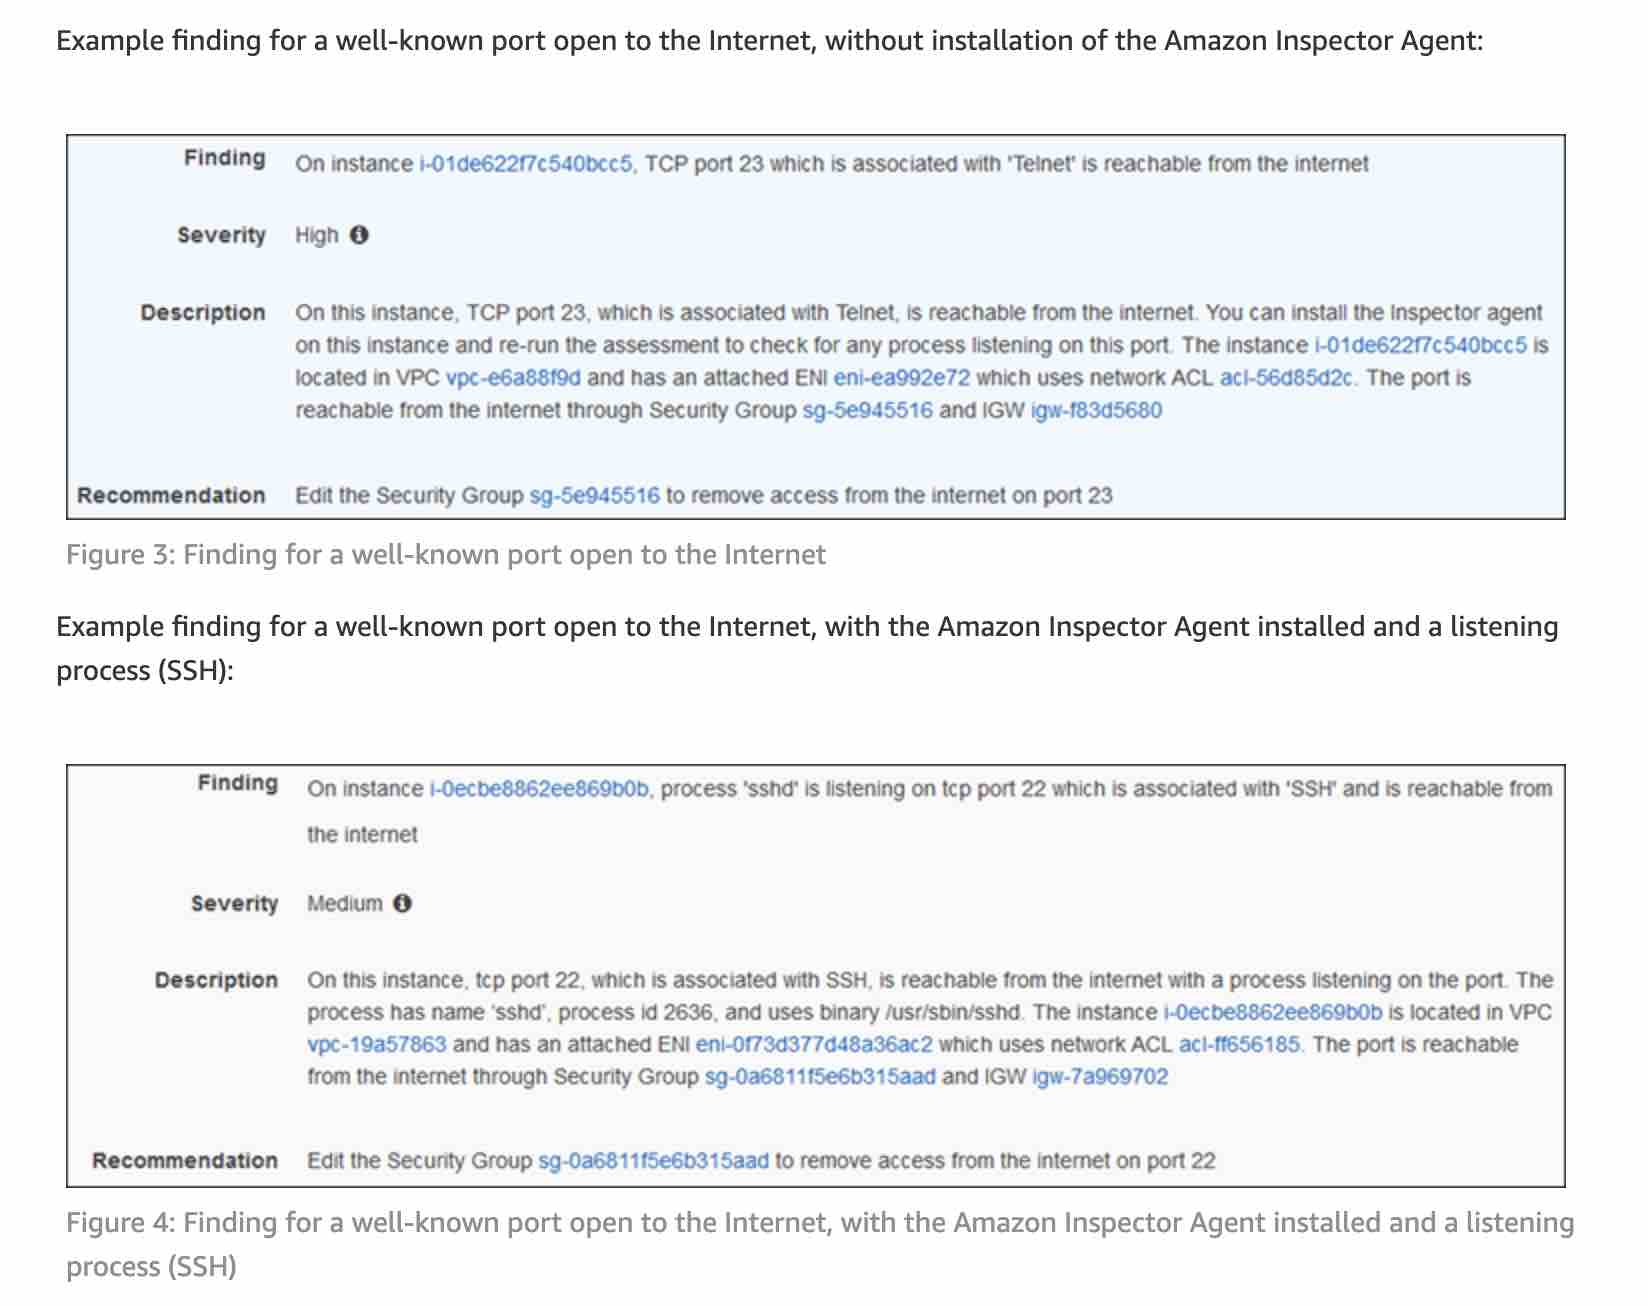 Example finding for a well-known port open to the Internet, without installation of the Amazon Inspector Agent:
Finding On instance i-01de622f7c540bcc5, TCP port 23 which is associated with 'Telnet' is reachable from the internet
Severity High
Description On this instance, TCP port 23, which is associated with Telnet, is reachable from the internet. You can install the Inspector agent
on this instance and re-run the assessment to check for any process listening on this port. The instance i-01de622f7c540bcc5 is
located in VPC vpc-e6a88f9d and has an attached ENI eni-ea992e72 which uses network ACL acl-56d85d2c. The port is
reachable from the internet through Security Group sg-5e945516 and IGW igw-f83d5680
Recommendation Edit the Security Group sg-5e945516 to remove access from the internet on port 23
Figure 3: Finding for a well-known port open to the Internet
Example finding for a well-known port open to the Internet, with the Amazon Inspector Agent installed and a listening
process (SSH):
Finding On instance i-0ecbe8862ee869b0b, process 'sshd' is listening on tcp port 22 which is associated with 'SSH' and is reachable from
the internet
Severity Medium
Description On this instance, tcp port 22, which is associated with SSH, is reachable from the internet with a process listening on the port. The
process has name 'sshd', process id 2636, and uses binary /usr/sbin/sshd. The instance i-0ecbe8862ee869b0b is located in VPC
vpc-19a57863 and has an attached ENI eni-0f73d377d48a36ac2 which uses network ACL acl-ff656185. The port is reachable
from the internet through Security Group sg-0a6811f5e6b315aad and IGW igw-7a969702
Recommendation Edit the Security Group sg-0a6811f5e6b315aad to remove access from the internet on port 22
Figure 4: Finding for a well-known port open to the Internet, with the Amazon Inspector Agent installed and a listening
process (SSH)